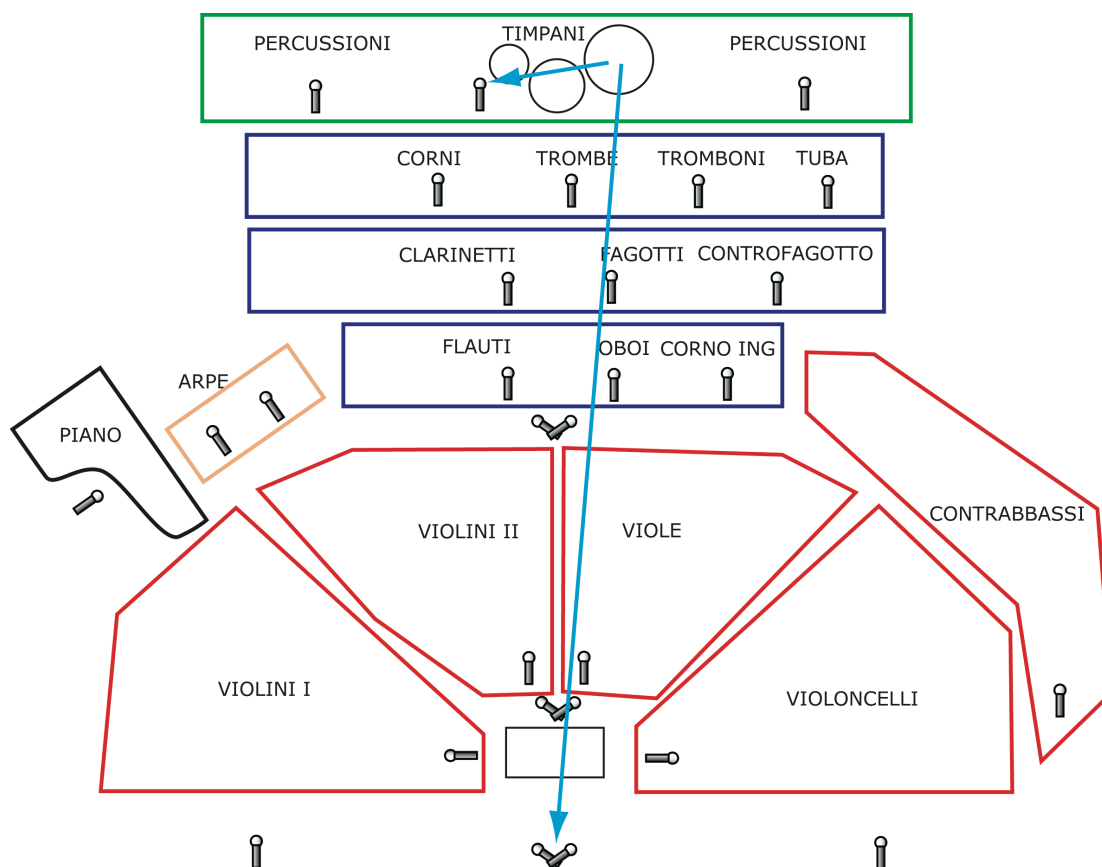 TIMPANI
PERCUSSIONI
PERCUSSIONI
CORNI
TROMBE
TROMBONI
TUBA
CLARINETTI
FAGOTTI
CONTROFAGOTTO
FLAUTI
OBOI
CORNO ING
ARPE
PIANO
CONTRABBASSI
VIOLINI II
VIOLE
VIOLINI I
VIOLONCELLI